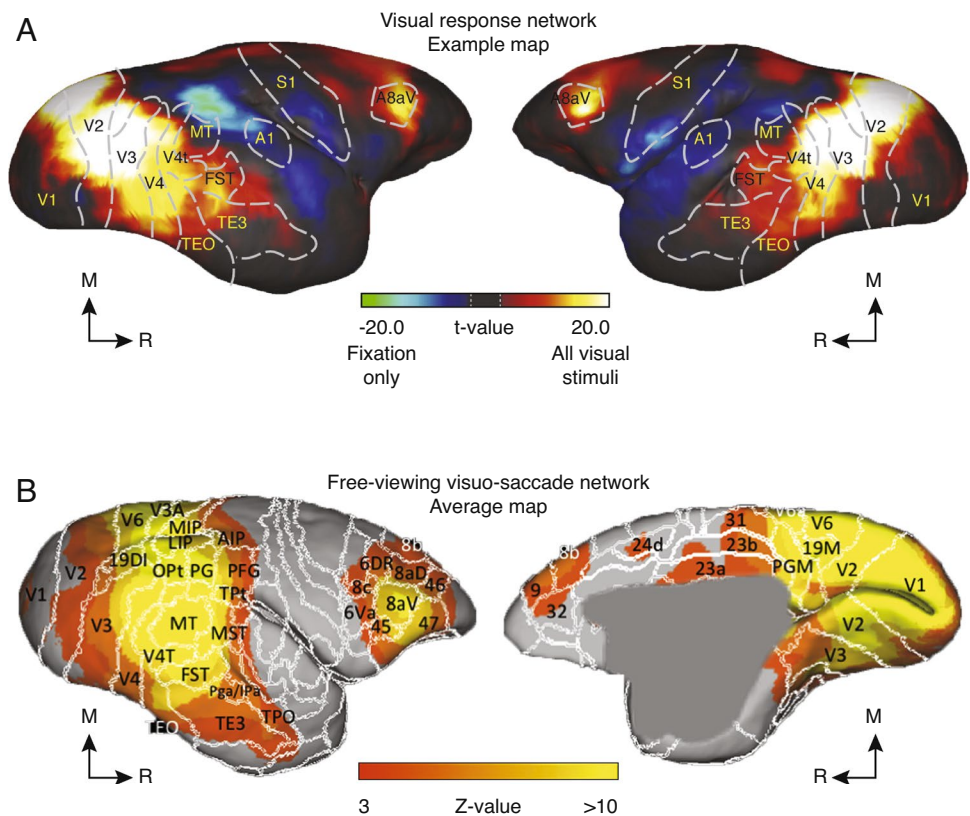 A
Visual response network
Example map
S1
A8aV
V2
MT
A1
V3
V4t
FST
V4
V1
TE3
TEO
A8aV
S1
A1
MT
V2
V4t
V3
FST
V4
TE3
TEO
V1
M
R
-20.0 t-value 20.0
Fixation only
All visual stimuli
M
R
B
Free-viewing visuo-saccade network
Average map
V3A
V6
MIP
LIP
AIP
8b
19DI
6DR
V2
OPt PG
PFG
8aD
8c
46
V1
TPt
8aV
6Va
V3
MT
MST
45
47
V4T
V4
FST
Pga/IPa
TEO
TE3
TPO
31
V6
8b
24d
23b
19M
9
23a
PGM
V2
V1
32
V2
V3
M
R
3 Z-value >10
M
R